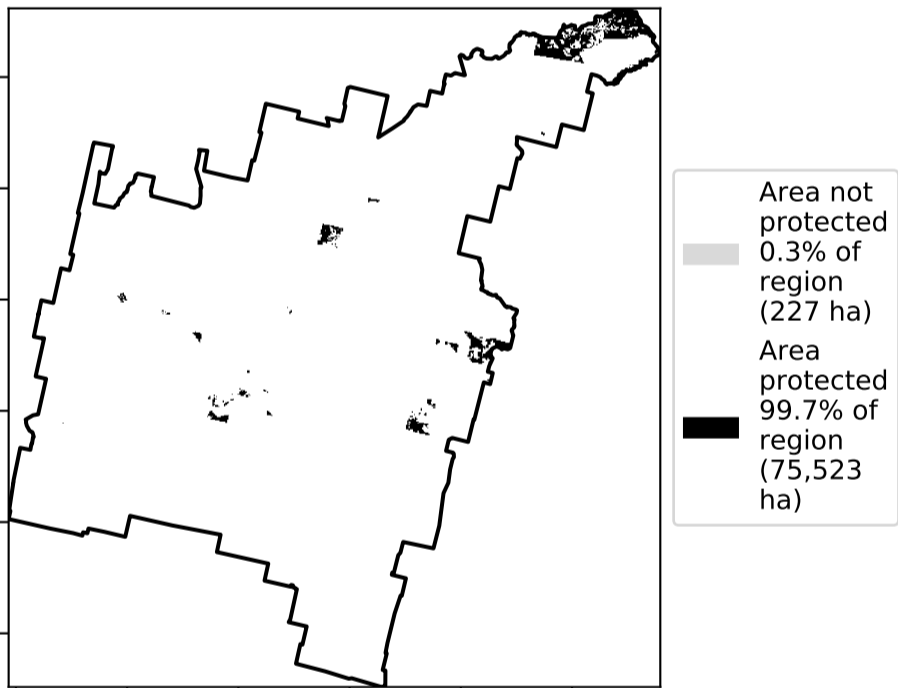 Area not
protected
0.3% of
region
(227 ha)
Area
protected
99.7% of
region
(75,523
ha)